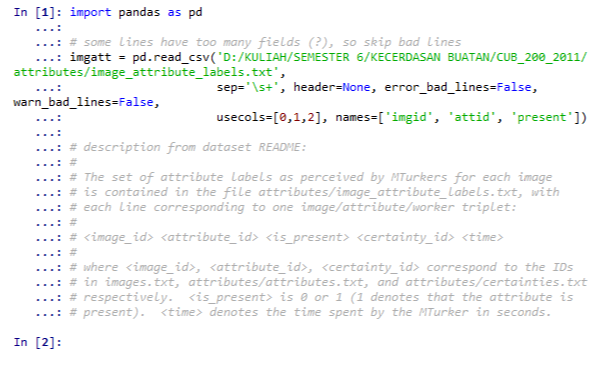 In [1]: import pandas as pd
   ...:
   ...: # some lines have too many fields (?), so skip bad lines
   ...: imgatt = pd.read_csv('D:/KULIAH/SEMESTER 6/KECERDASAN BUATAN/CUB_200_2011/
attributes/image_attribute_labels.txt',
   ...:                      sep='\s+', header=None, error_bad_lines=False,
warn_bad_lines=False,
   ...:                      usecols=[0,1,2], names=['imgid', 'attid', 'present'])
   ...:
   ...: # description from dataset README:
   ...: #
   ...: # The set of attribute labels as perceived by MTurkers for each image
   ...: # is contained in the file attributes/image_attribute_labels.txt, with
   ...: # each line corresponding to one image/attribute/worker triplet:
   ...: #
   ...: # <image_id> <attribute_id> <is_present> <certainty_id> <time>
   ...: #
   ...: # where <image_id>, <attribute_id>, <certainty_id> correspond to the IDs
   ...: # in images.txt, attributes/attributes.txt, and attributes/certainties.txt
   ...: # respectively.  <is_present> is 0 or 1 (1 denotes that the attribute is
   ...: # present).  <time> denotes the time spent by the MTurker in seconds.

In [2]: